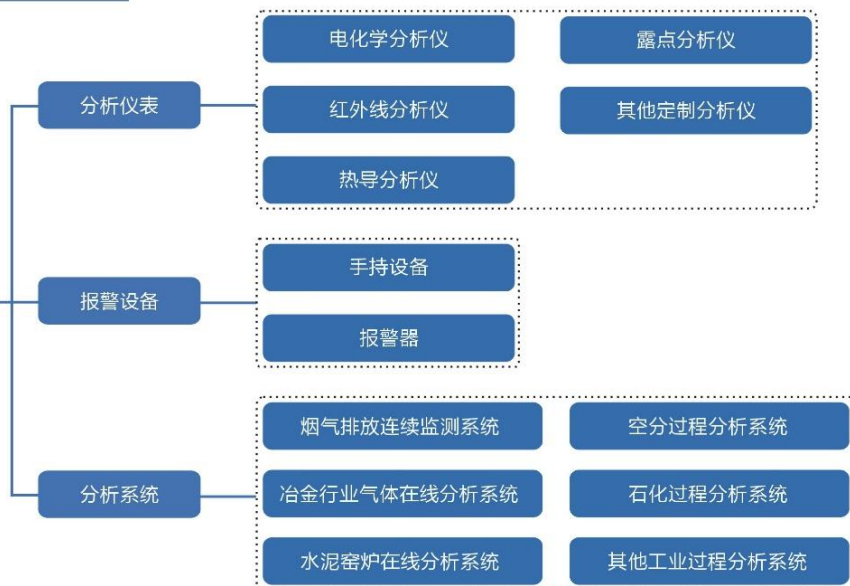 分析仪表
电化学分析仪
露点分析仪
红外线分析仪
其他定制分析仪
热导分析仪
报警设备
手持设备
报警器
分析系统
烟气排放连续监测系统
空分过程分析系统
冶金行业气体在线分析系统
石化过程分析系统
水泥窑炉在线分析系统
其他工业过程分析系统